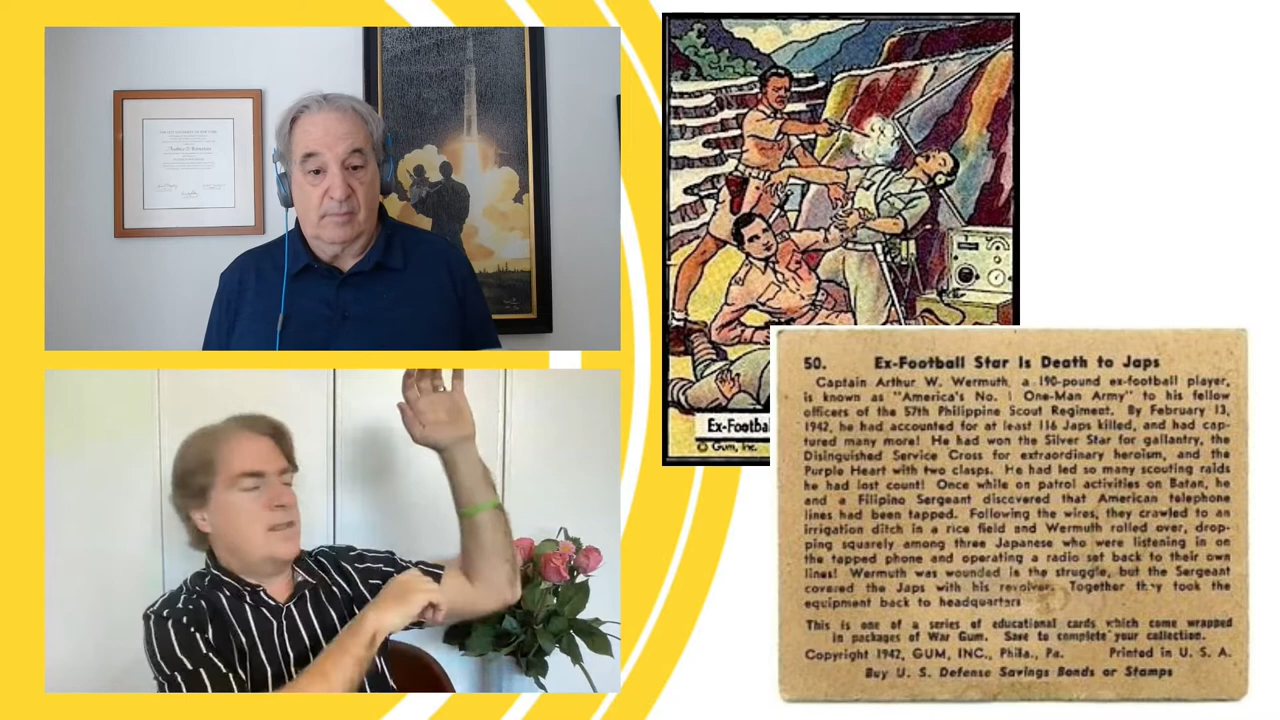 Ex-Footba
© Gum, Inc.
50. Ex-Football Star Is Death to Japs
Captain Arthur W. Wermuth, a 190-pound ex-football player,
is known as "America's No. 1 One-Man Army" to his fellow
officers of the 57th Philippine Scout Regiment. By February 13,
1942, he had accounted for at least 116 Japs killed, and had cap-
tured many more! He had won the Silver Star for gallantry, the
Disinguished Service Cross for extraordinary heroism, and the
Purple Heart with two clasps. He had led so many scouting raids
he had lost count! Once while on patrol activities on Batan, he
and a Filipino Sergeant discovered that American telephone
lines had been tapped. Following the wires, they crawled to an
irrigation ditch in a rice field and Wermuth rolled over, drop-
ping squarely among three Japanese who were listening in on
the tapped phone and operating a radio set back to their own
lines! Wermuth was wounded in the struggle, but the Sergeant
covered the Japs with his revolver. Together they took the
equipment back to headquarters
This is one of a series of educational cards which come wrapped
in packages of War Gum. Save to complete your collection.
Copyright 1942, GUM, INC., Phila., Pa. Printed in U. S. A.
Buy U. S. Defense Savings Bonds or Stamps